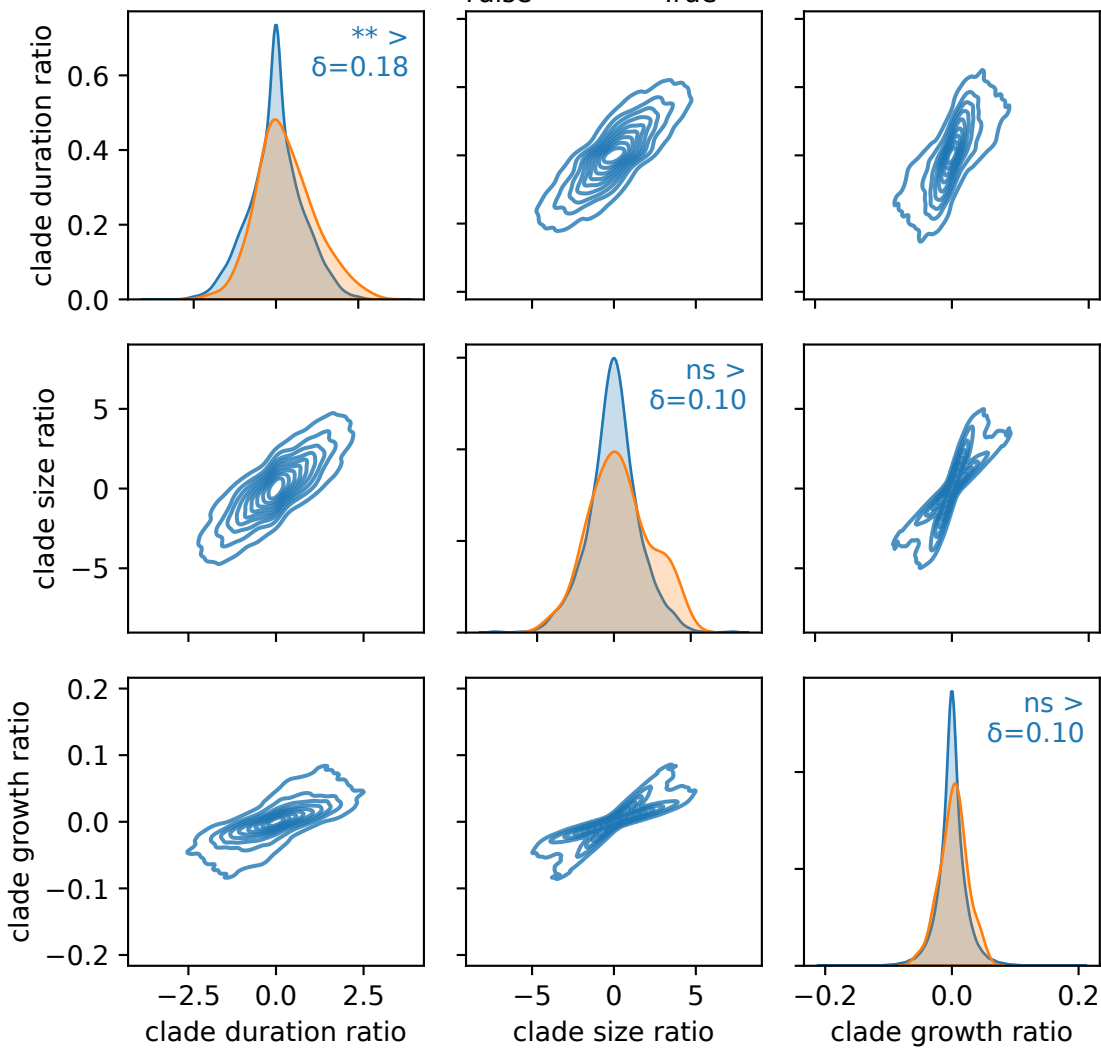 True
clade duration ratio
0.6
0.4
0.2
0.0
** >
δ=0.18
clade size ratio
5
0
−5
ns >
δ=0.10
clade growth ratio
0.2
0.1
0.0
−0.1
−0.2
ns >
δ=0.10
−2.5 0.0 2.5
−5 0 5
−0.2 0.0 0.2
clade duration ratio
clade size ratio
clade growth ratio